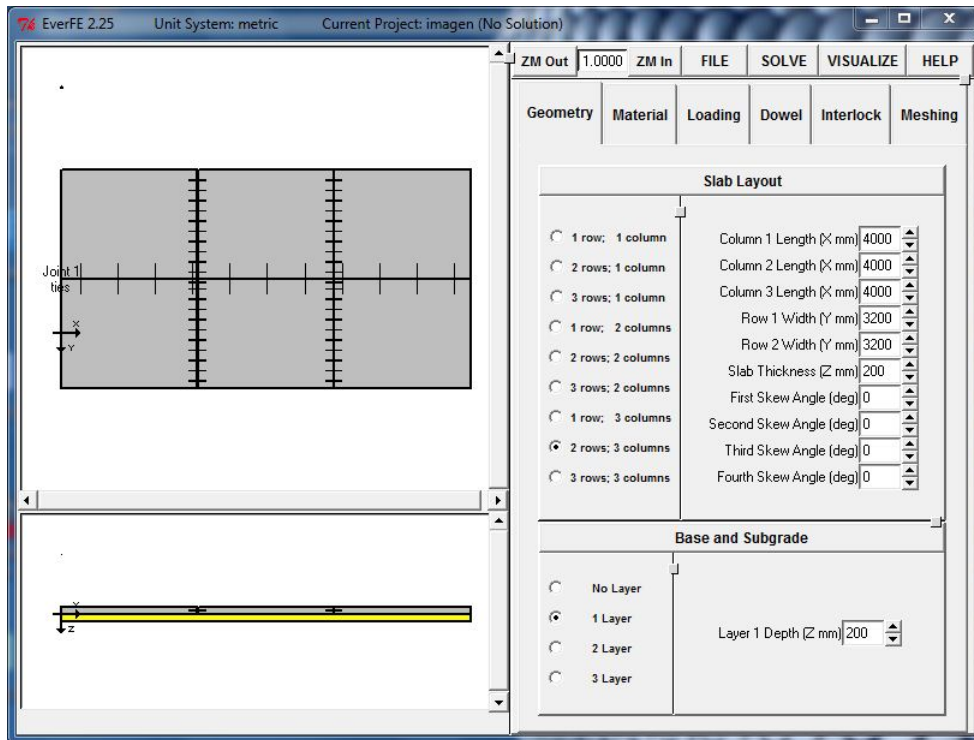 EverFE 2.25 Unit System: metric Current Project: imagen (No Solution)
ZM Out 1.0000 ZM In FILE SOLVE VISUALIZE HELP
Geometry Material Loading Dowel Interlock Meshing
Joint 1
ties
X
Y
X
Z
Slab Layout
1 row; 1 column
2 rows; 1 column
3 rows; 1 column
1 row; 2 columns
2 rows; 2 columns
3 rows; 2 columns
1 row; 3 columns
2 rows; 3 columns
3 rows; 3 columns
Column 1 Length (X mm) 4000
Column 2 Length (X mm) 4000
Column 3 Length (X mm) 4000
Row 1 Width (Y mm) 3200
Row 2 Width (Y mm) 3200
Slab Thickness (Z mm) 200
First Skew Angle (deg) 0
Second Skew Angle (deg) 0
Third Skew Angle (deg) 0
Fourth Skew Angle (deg) 0
Base and Subgrade
No Layer
1 Layer
2 Layer
3 Layer
Layer 1 Depth (Z mm) 200